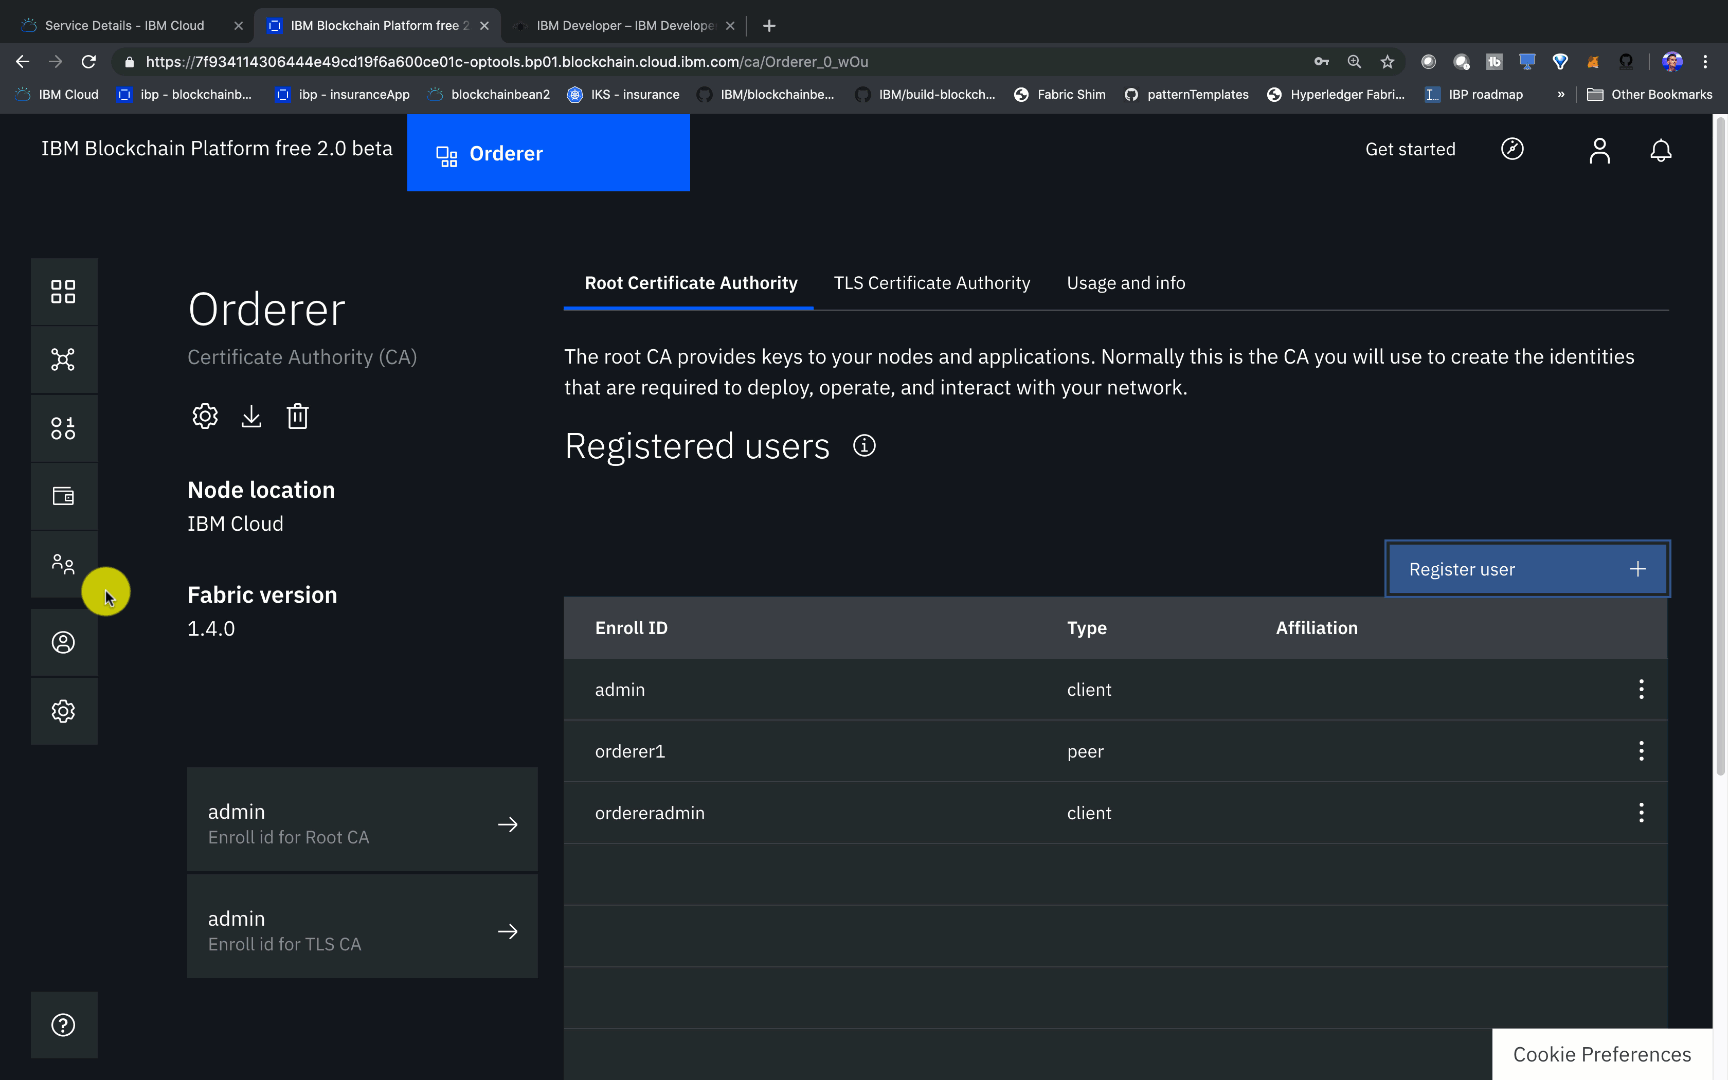 Service Details - IBM Cloud
IBM Blockchain Platform free 2
IBM Developer – IBM Develope
https://7f934114306444e49cd19f6a600ce01c-optools.bp01.blockchain.cloud.ibm.com/ca/Orderer_0_wOu
IBM Cloud
ibp - blockchainb...
ibp - insuranceApp
blockchainbean2
IKS - insurance
IBM/blockchainbe...
IBM/build-blockch...
Fabric Shim
patternTemplates
Hyperledger Fabri...
IBP roadmap
»
Other Bookmarks
IBM Blockchain Platform free 2.0 beta
Orderer
Get started
Orderer
Certificate Authority (CA)
Node location
IBM Cloud
Fabric version
1.4.0
admin
Enroll id for Root CA
admin
Enroll id for TLS CA
Root Certificate Authority
TLS Certificate Authority
Usage and info
The root CA provides keys to your nodes and applications. Normally this is the CA you will use to create the identities
that are required to deploy, operate, and interact with your network.
Registered users
Register user
Enroll ID Type Affiliation
admin client
orderer1 peer
ordereradmin client
Cookie Preferences